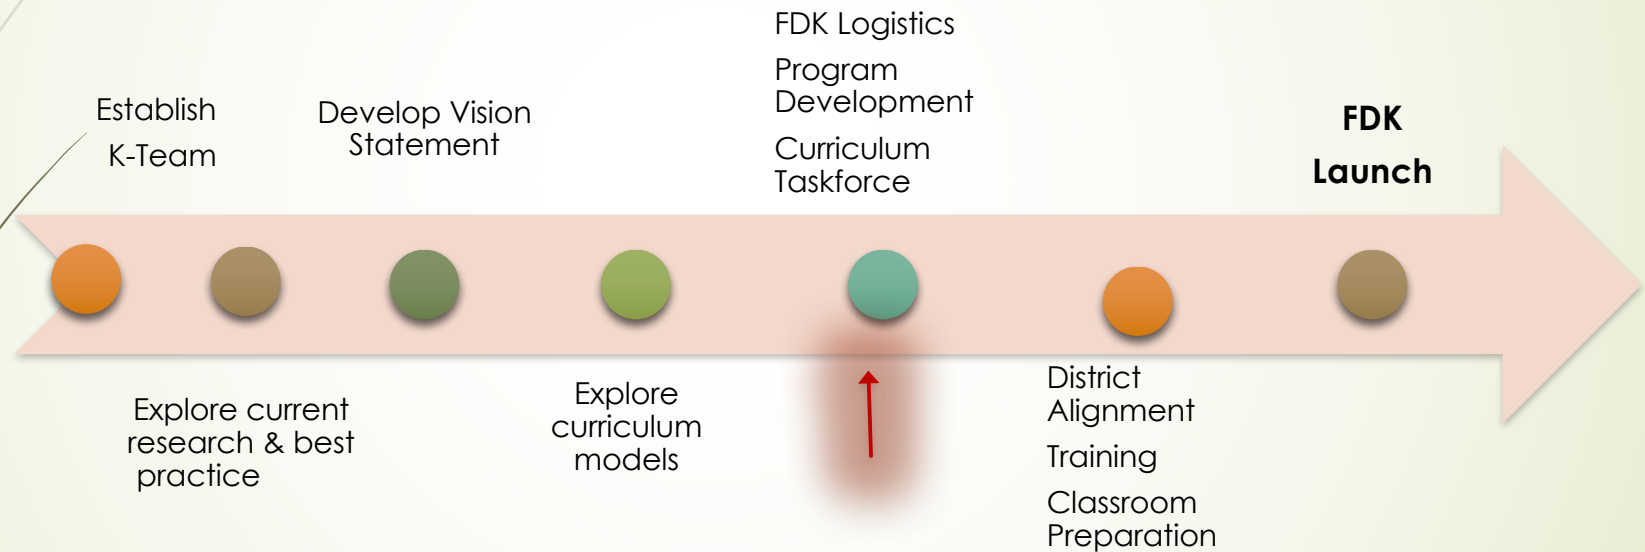 Establish
K-Team
Explore current
research & best
practice
Develop Vision
Statement
Explore
curriculum
models
FDK Logistics
Program
Development
Curriculum
Taskforce
District
Alignment
Training
Classroom
Preparation
FDK
Launch